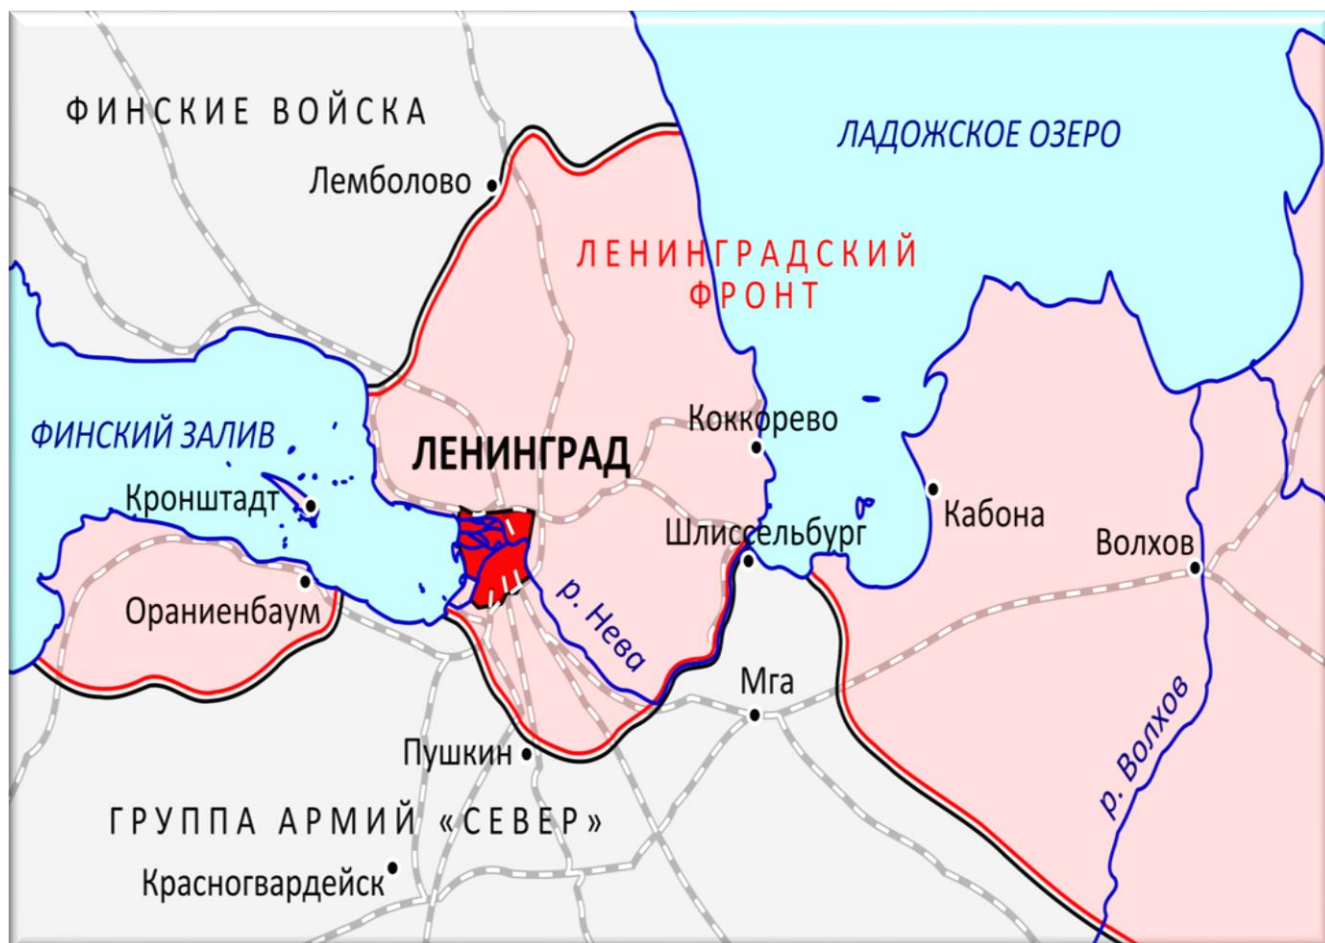 ФИНСКИЕ ВОЙСКА
ЛАДОЖСКОЕ ОЗЕРО
Лемболово
ЛЕНИНГРАДСКИЙ
ФРОНТ
Коккорево
ФИНСКИЙ ЗАЛИВ
ЛЕНИНГРАД
Кронштадт
Кабона
Шлиссельбург
Волхов
Ораниенбаум
р. Нева
Мга
р. Волхов
Пушкин
ГРУППА АРМИЙ «СЕВЕР»
Красногвардейск